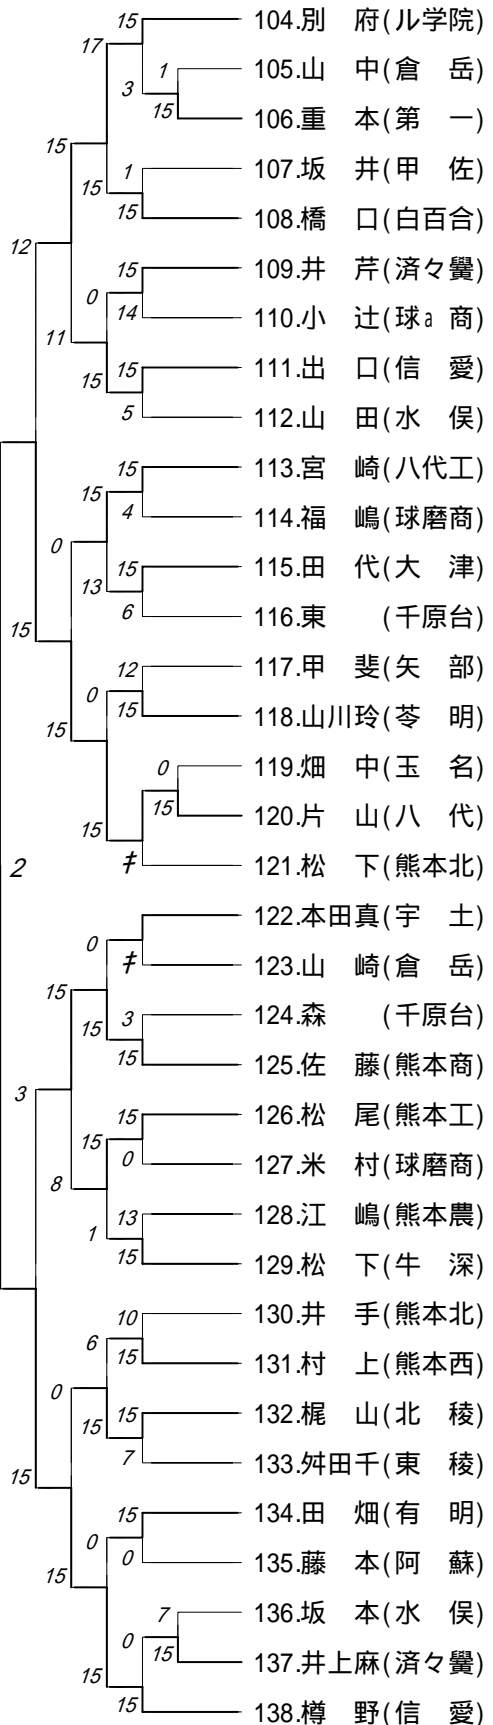 15 104.別　府(ル学院)
17
1 105.山　中(倉　岳)
3
15 106.重　本(第　一)
15
1 107.坂　井(甲　佐)
15
15 108.橋　口(白百合)
12
15 109.井　芹(済々黌)
0
14 110.小　辻(球a 商)
11
15 111.出　口(信　愛)
15
5 112.山　田(水　俣)
15 113.宮　崎(八代工)
15
4 114.福　嶋(球磨商)
0
15 115.田　代(大　津)
13
6 116.東　　(千原台)
15
12 117.甲　斐(矢　部)
0
15 118.山川玲(苓　明)
15
0 119.畑　中(玉　名)
15 120.片　山(八　代)
15
121.松　下(熊本北)
2
122.本田真(宇　土)
0
123.山　崎(倉　岳)
15
3 124.森　　(千原台)
15
15 125.佐　藤(熊本商)
3
15 126.松　尾(熊本工)
15
0 127.米　村(球磨商)
8
13 128.江　嶋(熊本農)
1
15 129.松　下(牛　深)
10 130.井　手(熊本北)
6
15 131.村　上(熊本西)
0
15 132.梶　山(北　稜)
15
7 133.舛田千(東　稜)
15
15 134.田　畑(有　明)
0
0 135.藤　本(阿　蘇)
15
7 136.坂　本(水　俣)
0
15 137.井上麻(済々黌)
15
15 138.樽　野(信　愛)